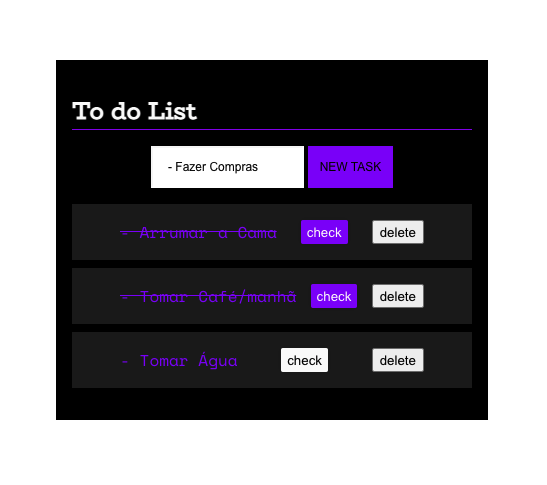 To do List
- Fazer Compras NEW TASK
- Arrumar a Cama check delete
- Tomar Café/manhã check delete
- Tomar Água check delete